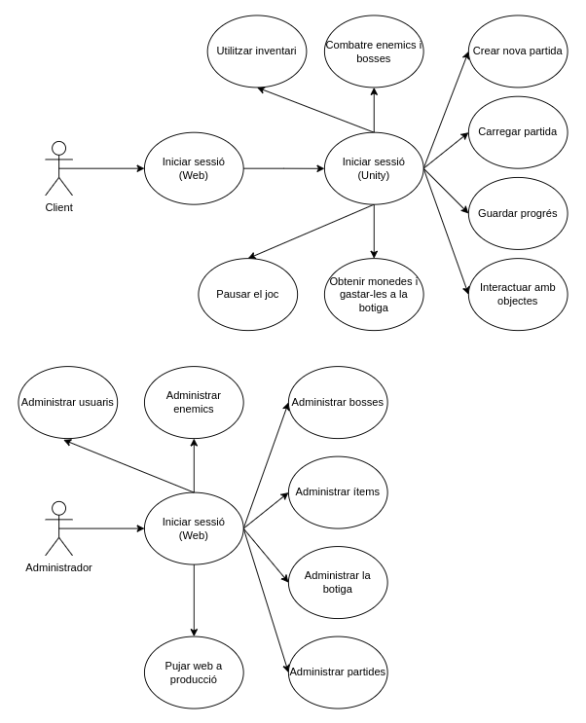 Utilitzar inventari
Combatre enemics i
bosses
Crear nova partida
Carregar partida
Iniciar sessió
(Web)
Iniciar sessió
(Unity)
Client
Guardar progrés
Pausar el joc
Obtenir monedes i
gastar-les a la
botiga
Interactuar amb
objectes
Administrar usuaris
Administrar
enemics
Administrar bosses
Administrar ítems
Iniciar sessió
(Web)
Administrador
Administrar la
botiga
Pujar web a
producció
Administrar partides